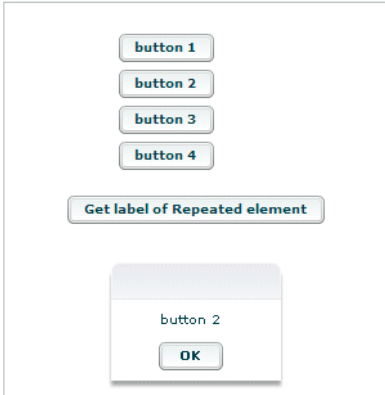 button 1
button 2
button 3
button 4
Get label of Repeated element
button 2
OK